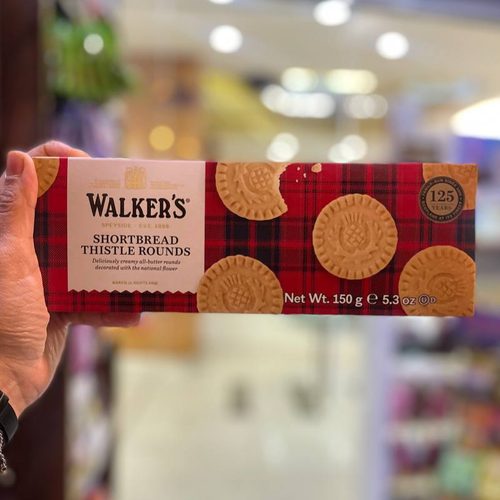 WALKER'S
SPEYSIDE - EST. 1898
SHORTBREAD
THISTLE ROUNDS
Deliciously creamy all-butter rounds
decorated with the national flower
BAKED IN SCOTLAND
125
YEARS
Net Wt. 150 g ℮ 5.3 oz